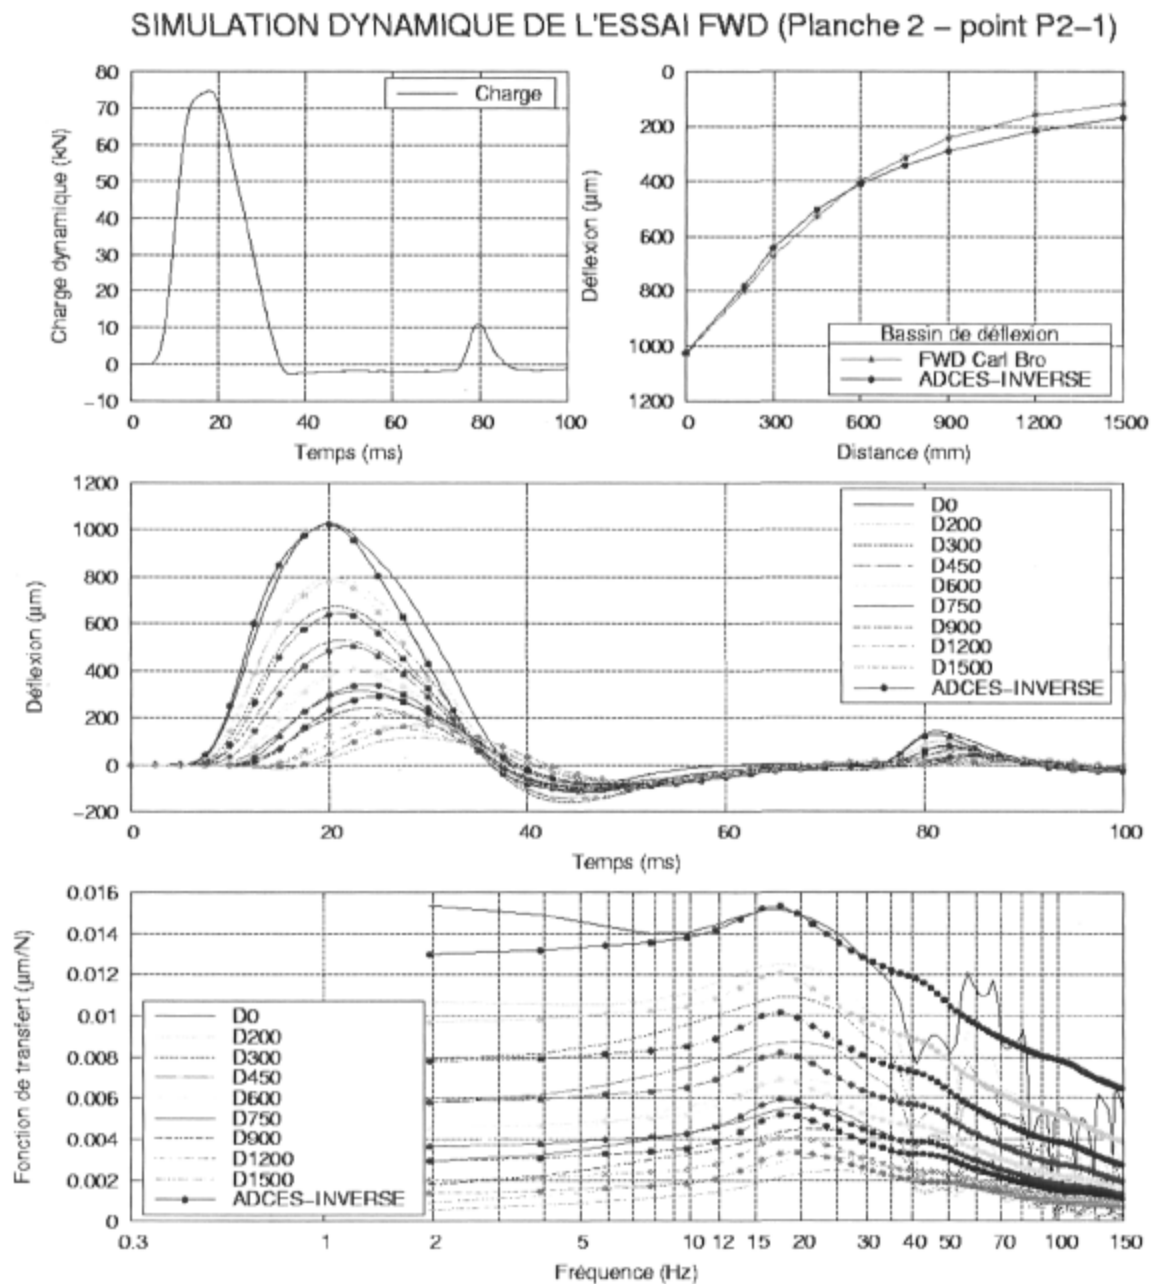 SIMULATION DYNAMIQUE DE L'ESSAI FWD (Planche 2 – point P2–1)
80
70
60
50
40
30
20
10
0
–10
Charge dynamique (kN)
Charge
0 20 40 60 80 100
Temps (ms)
0
200
400
600
800
1000
1200
Déflexion (µm)
Bassin de déflexion
FWD Carl Bro
ADCES–INVERSE
0 300 600 900 1200 1500
Distance (mm)
1200
1000
800
600
400
200
0
–200
Déflexion (µm)
D0
D200
D300
D450
D600
D750
D900
D1200
D1500
ADCES–INVERSE
0 20 40 60 80 100
Temps (ms)
0.016
0.014
0.012
0.01
0.008
0.006
0.004
0.002
0
Fonction de transfert (µm/N)
D0
D200
D300
D450
D600
D750
D900
D1200
D1500
ADCES–INVERSE
0.3 1 2 5 10 12 15 20 30 40 50 70 100 150
Fréquence (Hz)